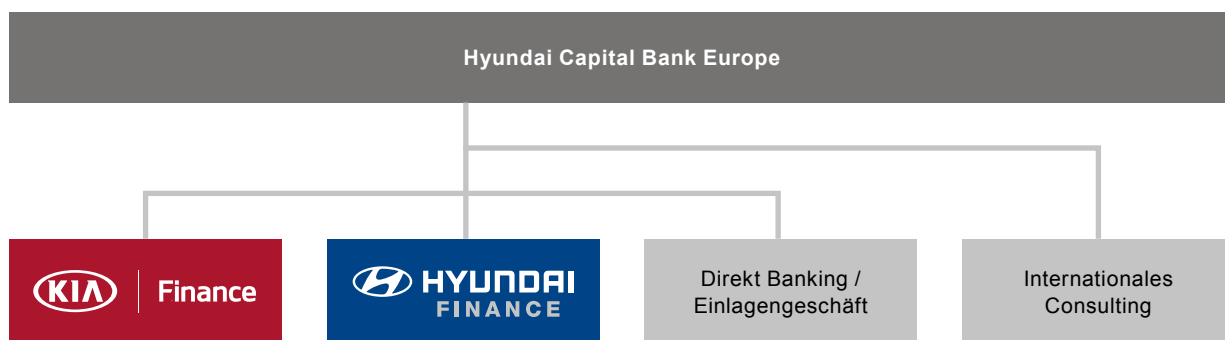 Hyundai Capital Bank Europe
KIA Finance
HYUNDAI
FINANCE
Direkt Banking /
Einlagengeschäft
Internationales
Consulting